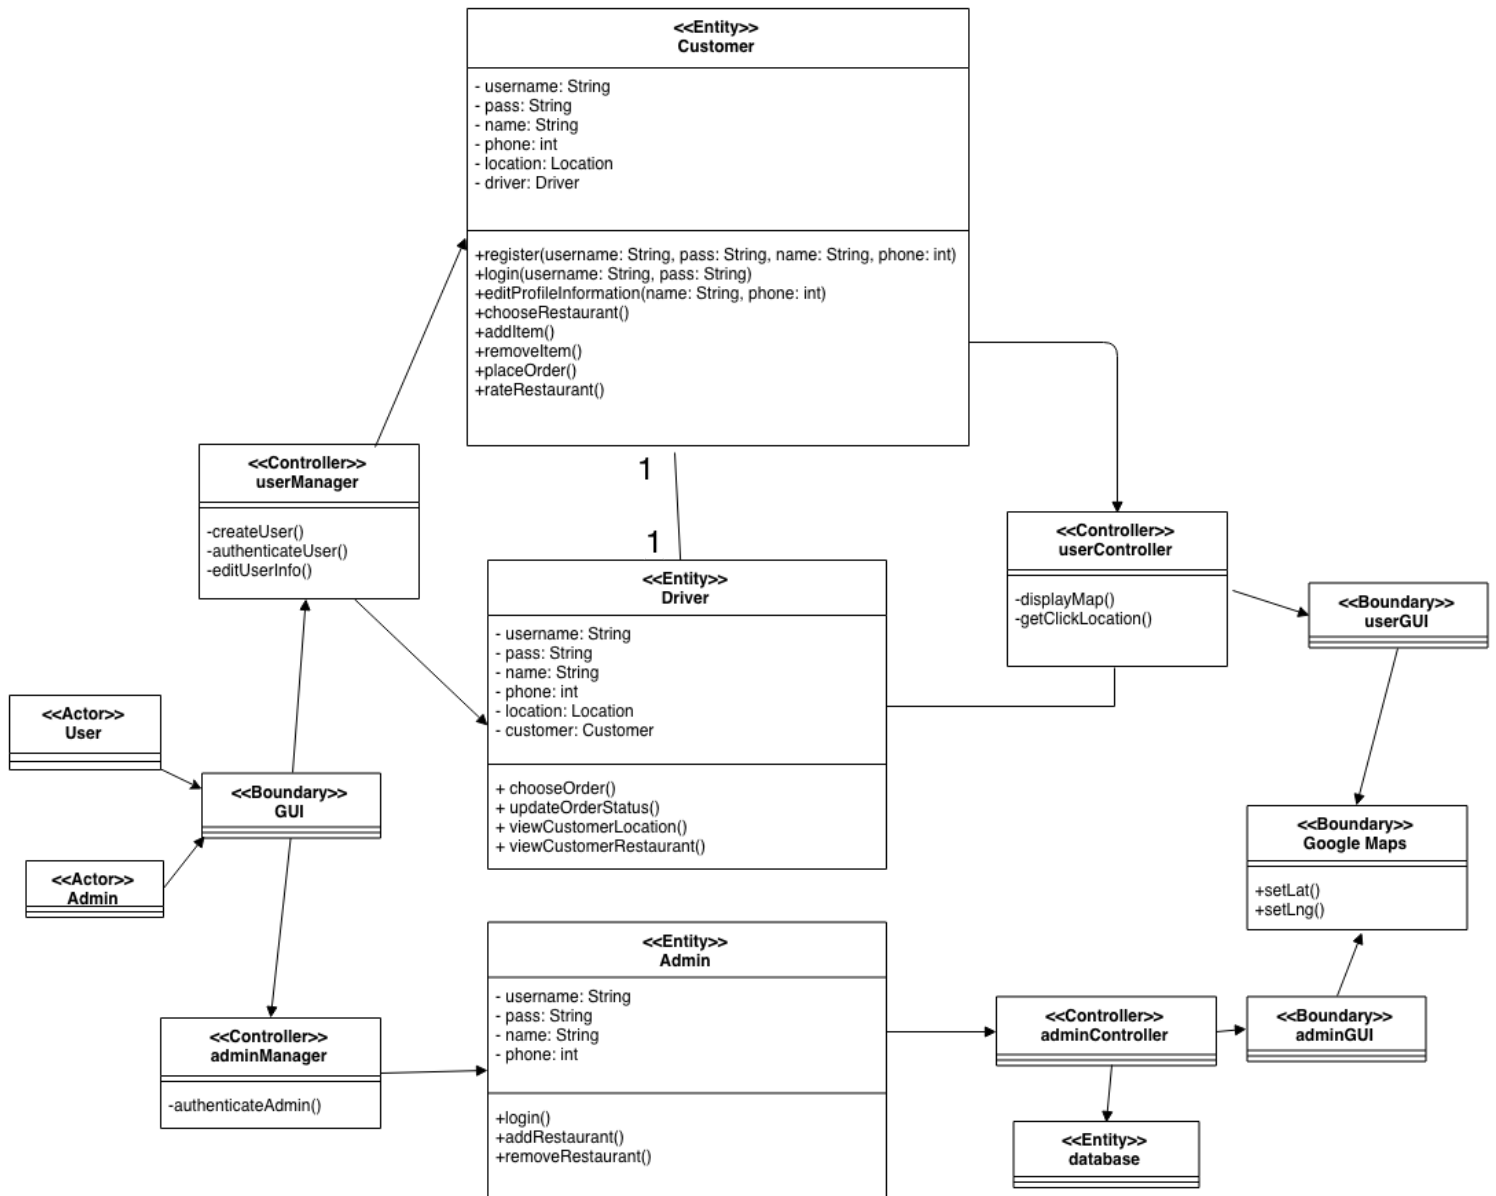 <<Entity>>
Customer
- username: String
- pass: String
- name: String
- phone: int
- location: Location
- driver: Driver
+register(username: String, pass: String, name: String, phone: int)
+login(username: String, pass: String)
+editProfileInformation(name: String, phone: int)
+chooseRestaurant()
+addItem()
+removeItem()
+placeOrder()
+rateRestaurant()
<<Controller>>
userManager
-createUser()
-authenticateUser()
-editUserInfo()
1
1
<<Entity>>
Driver
- username: String
- pass: String
- name: String
- phone: int
- location: Location
- customer: Customer
+ chooseOrder()
+ updateOrderStatus()
+ viewCustomerLocation()
+ viewCustomerRestaurant()
<<Controller>>
userController
-displayMap()
-getClickLocation()
<<Boundary>>
userGUI
<<Actor>>
User
<<Boundary>>
GUI
<<Actor>>
Admin
<<Boundary>>
Google Maps
+setLat()
+setLng()
<<Controller>>
adminManager
-authenticateAdmin()
<<Entity>>
Admin
- username: String
- pass: String
- name: String
- phone: int
+login()
+addRestaurant()
+removeRestaurant()
<<Controller>>
adminController
<<Boundary>>
adminGUI
<<Entity>>
database